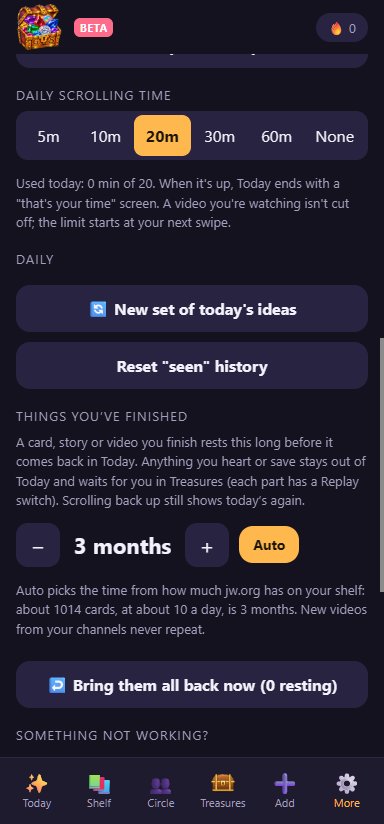 BETA
0
DAILY SCROLLING TIME
5m 10m 20m 30m 60m None
Used today: 0 min of 20. When it's up, Today ends with a
"that's your time" screen. A video you're watching isn't cut
off; the limit starts at your next swipe.
DAILY
New set of today's ideas
Reset "seen" history
THINGS YOU'VE FINISHED
A card, story or video you finish rests this long before it
comes back in Today. Anything you heart or save stays out of
Today and waits for you in Treasures (each part has a Replay
switch). Scrolling back up still shows today's again.
– 3 months + Auto
Auto picks the time from how much jw.org has on your shelf:
about 1014 cards, at about 10 a day, is 3 months. New videos
from your channels never repeat.
Bring them all back now (0 resting)
SOMETHING NOT WORKING?
Today Shelf Circle Treasures Add More